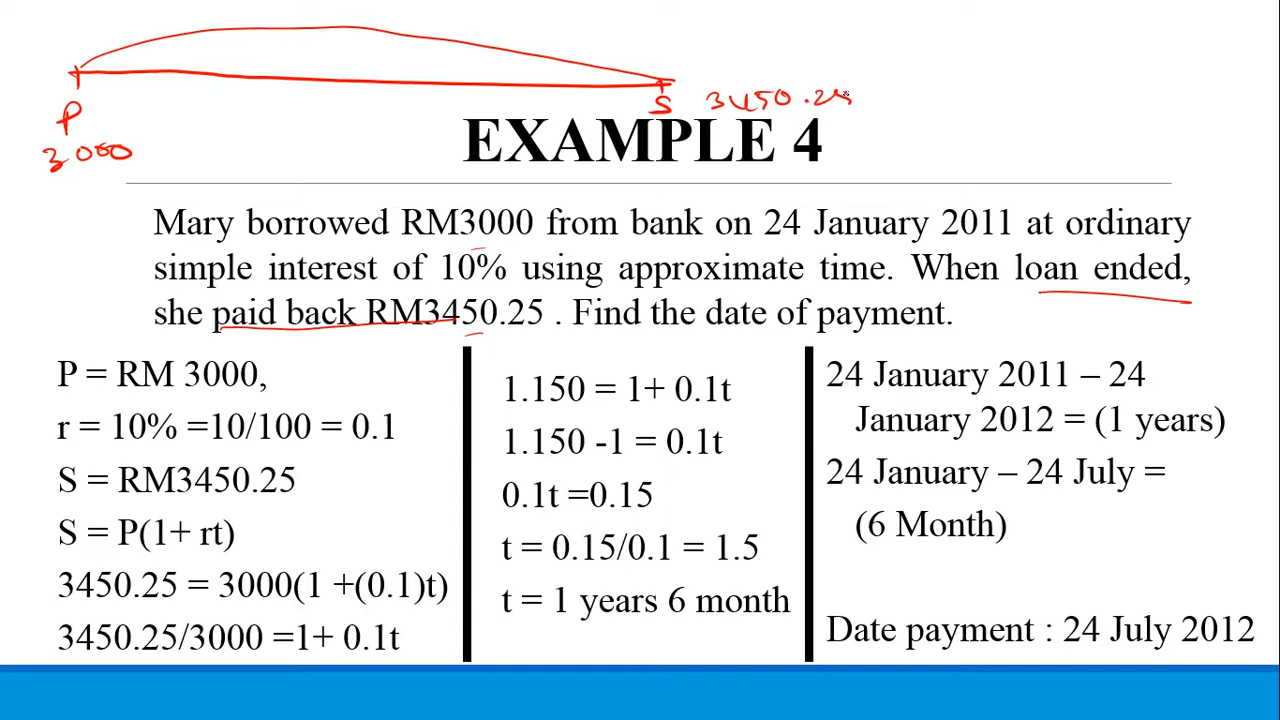 P
3000
S 3450.25
EXAMPLE 4
Mary borrowed RM3000 from bank on 24 January 2011 at ordinary
simple interest of 10% using approximate time. When loan ended,
she paid back RM3450.25 . Find the date of payment.
P = RM 3000,
r = 10% =10/100 = 0.1
S = RM3450.25
S = P(1+ rt)
3450.25 = 3000(1 +(0.1)t)
3450.25/3000 =1+ 0.1t
1.150 = 1+ 0.1t
1.150 -1 = 0.1t
0.1t =0.15
t = 0.15/0.1 = 1.5
t = 1 years 6 month
24 January 2011 – 24
January 2012 = (1 years)
24 January – 24 July =
(6 Month)
Date payment : 24 July 2012